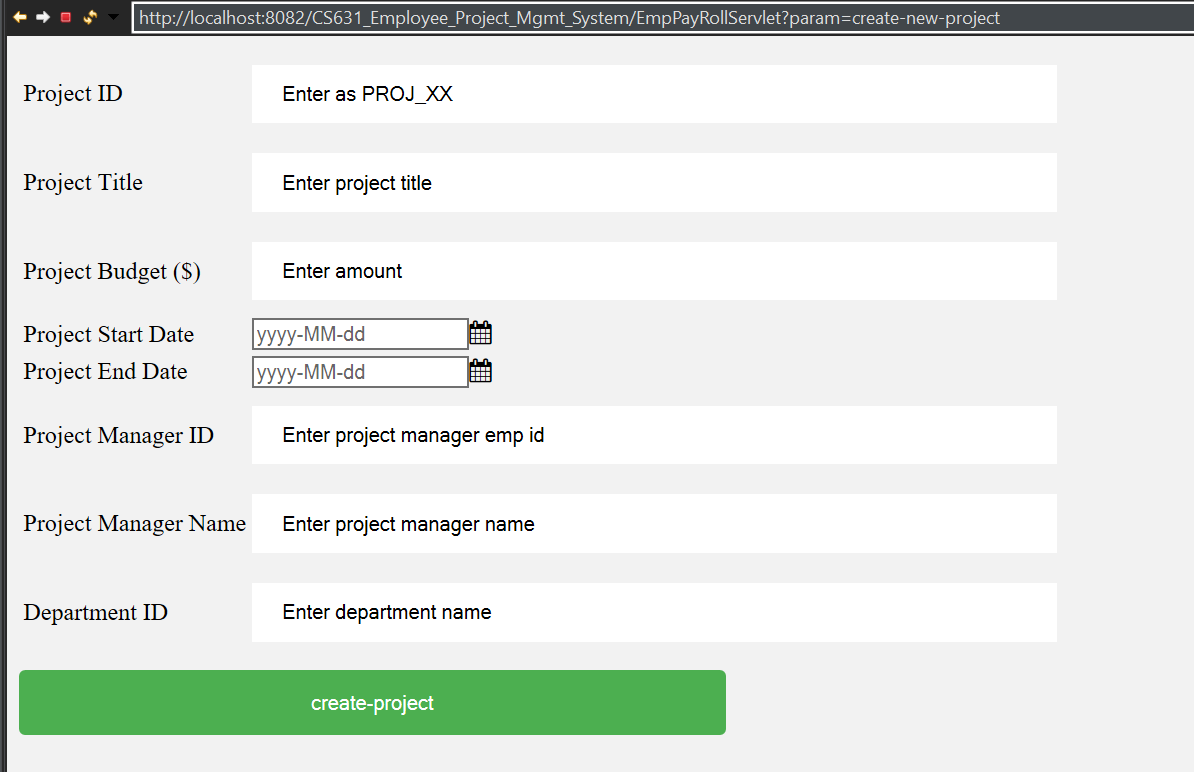 http://localhost:8082/CS631_Employee_Project_Mgmt_System/EmpPayRollServlet?param=create-new-project
Project ID Enter as PROJ_XX
Project Title Enter project title
Project Budget ($) Enter amount
Project Start Date yyyy-MM-dd
Project End Date yyyy-MM-dd
Project Manager ID Enter project manager emp id
Project Manager Name Enter project manager name
Department ID Enter department name
create-project